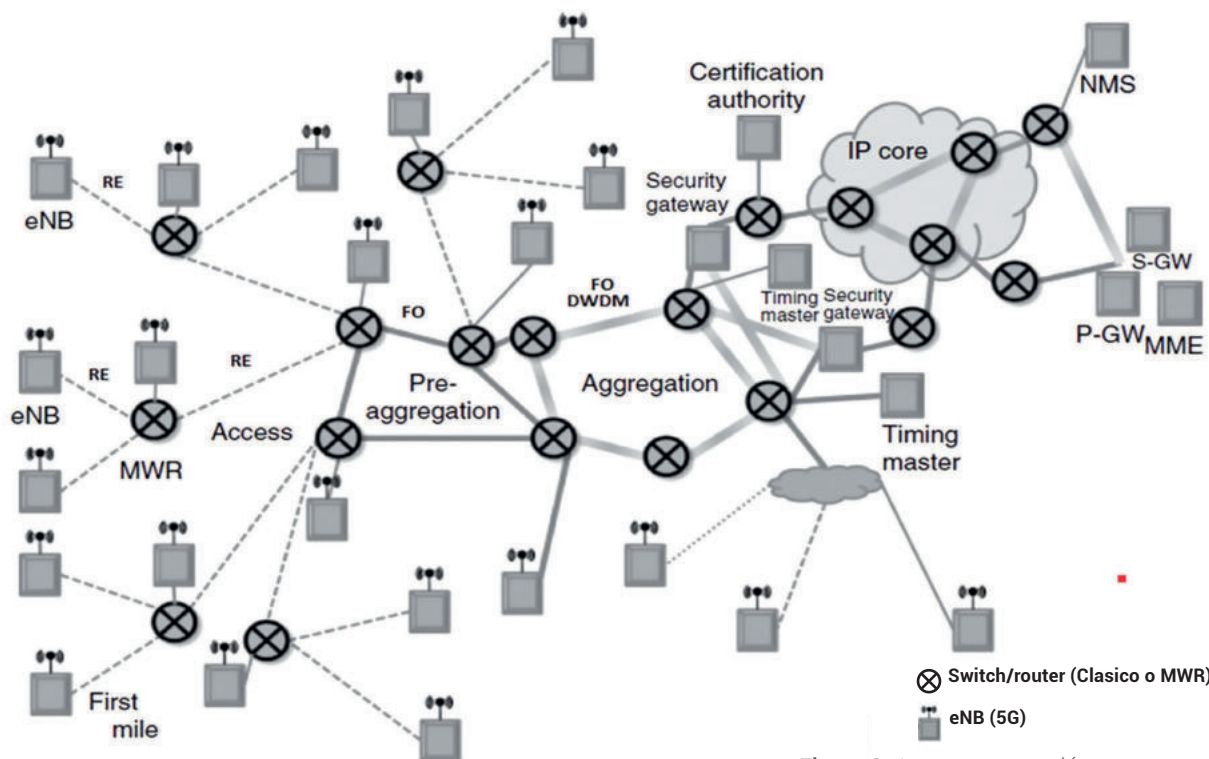 Certification
authority
NMS
IP core
RE
Security
gateway
eNB
S-GW
FO
DWDM
FO
Timing
master
Security
gateway
P-GW
MME
RE
RE
Pre-
aggregation
Aggregation
eNB
Access
MWR
Timing
master
First
mile
Switch/router (Clasico o MWR)
eNB (5G)